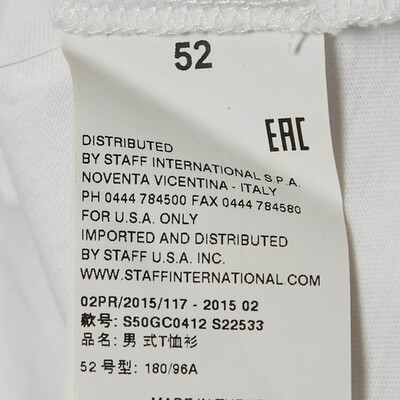 52
EAC
DISTRIBUTED
BY STAFF INTERNATIONAL S.P.A.
NOVENTA VICENTINA - ITALY
PH 0444 784500 FAX 0444 784580
FOR U.S.A. ONLY
IMPORTED AND DISTRIBUTED
BY STAFF U.S.A. INC.
WWW.STAFFINTERNATIONAL.COM
02PR/2015/117 - 2015 02
款号: S50GC0412 S22533
品名: 男 式T恤衫
52 号型: 180/96A